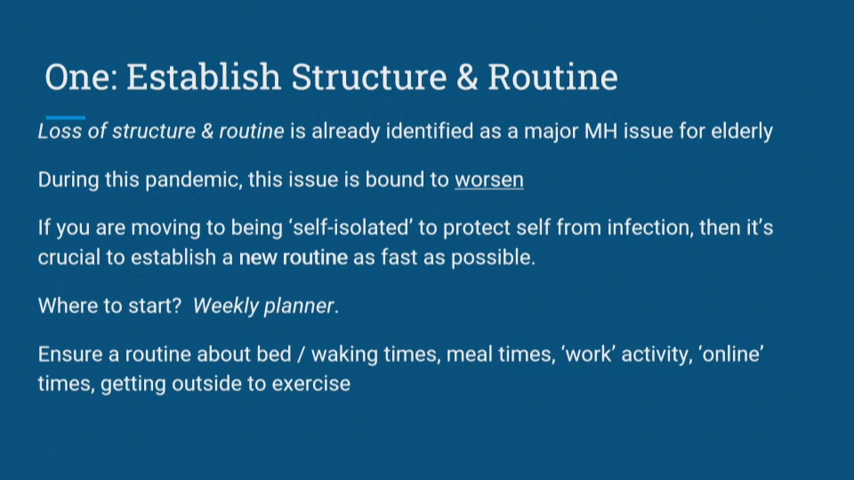 One: Establish Structure & Routine
Loss of structure & routine is already identified as a major MH issue for elderly
During this pandemic, this issue is bound to worsen
If you are moving to being ‘self-isolated’ to protect self from infection, then it’s
crucial to establish a new routine as fast as possible.
Where to start?  Weekly planner.
Ensure a routine about bed / waking times, meal times, ‘work’ activity, ‘online’
times, getting outside to exercise